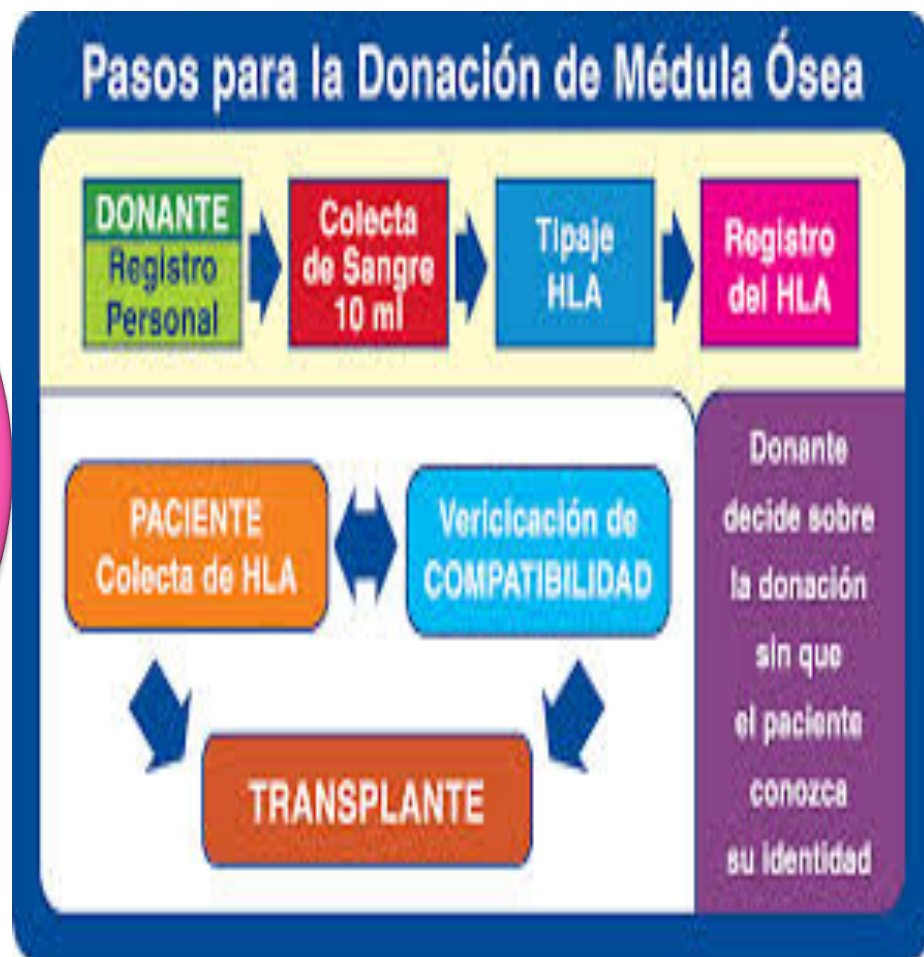 Pasos para la Donación de Médula Ósea
DONANTE
Registro
Personal
Colecta
de Sangre
10 ml
Tipaje
HLA
Registro
del HLA
PACIENTE
Colecta de HLA
Vericicación de
COMPATIBILIDAD
TRANSPLANTE
Donante
decide sobre
la donación
sin que
el paciente
conozca
su identidad